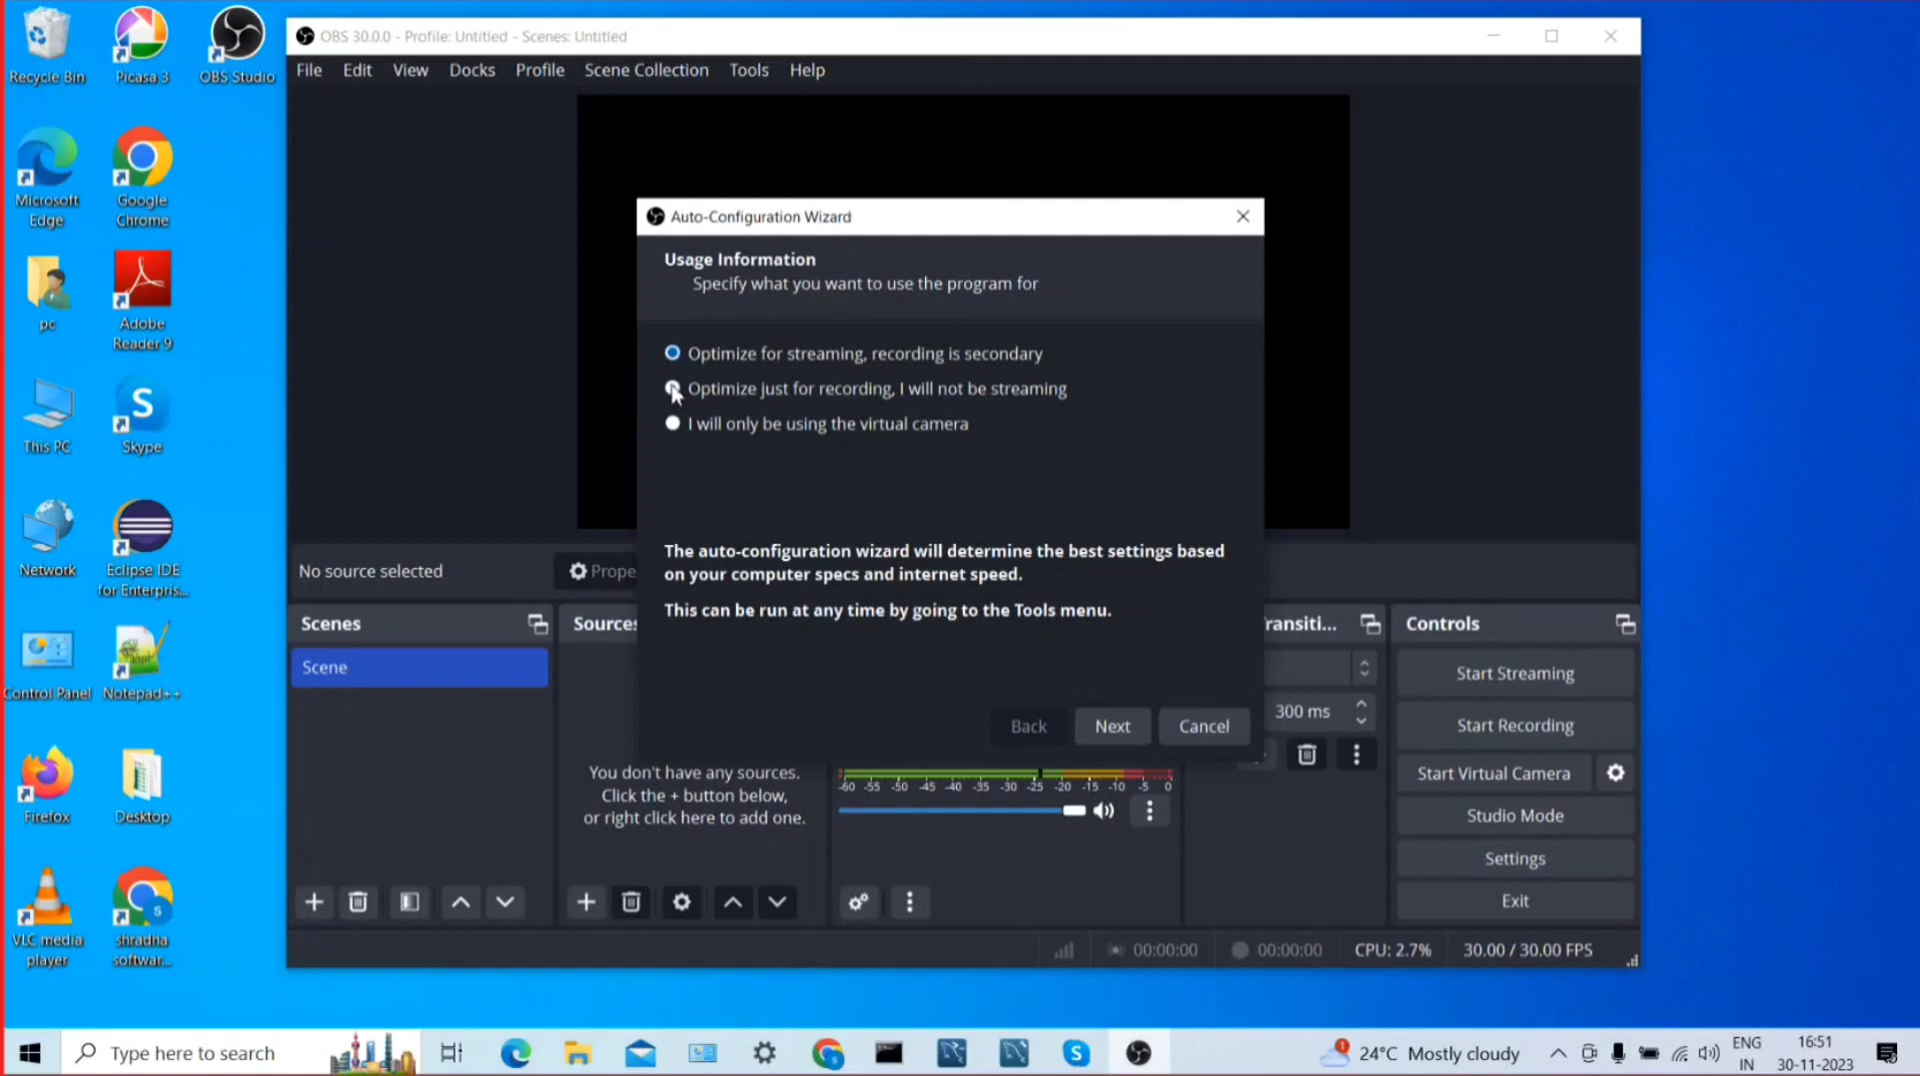 Recycle Bin
Picasa 3
OBS Studio
Microsoft
Edge
Google
Chrome
pc
Adobe
Reader 9
This PC
Skype
Network
Eclipse IDE
for Enterpris...
Control Panel
Notepad++
Firefox
Desktop
VLC media
player
shradha
softwar...
OBS 30.0.0 - Profile: Untitled - Scenes: Untitled
File Edit View Docks Profile Scene Collection Tools Help
Auto-Configuration Wizard
Usage Information
Specify what you want to use the program for
Optimize for streaming, recording is secondary
Optimize just for recording, I will not be streaming
I will only be using the virtual camera
The auto-configuration wizard will determine the best settings based
on your computer specs and internet speed.
This can be run at any time by going to the Tools menu.
Back Next Cancel
No source selected
Prope
Scenes
Scene
Sources
You don't have any sources.
Click the + button below,
or right click here to add one.
-60 -55 -50 -45 -40 -35 -30 -25 -20 -15 -10 -5 0
ransiti...
300 ms
Controls
Start Streaming
Start Recording
Start Virtual Camera
Studio Mode
Settings
Exit
00:00:00 00:00:00 CPU: 2.7% 30.00 / 30.00 FPS
Type here to search
24°C Mostly cloudy
ENG
IN
16:51
30-11-2023